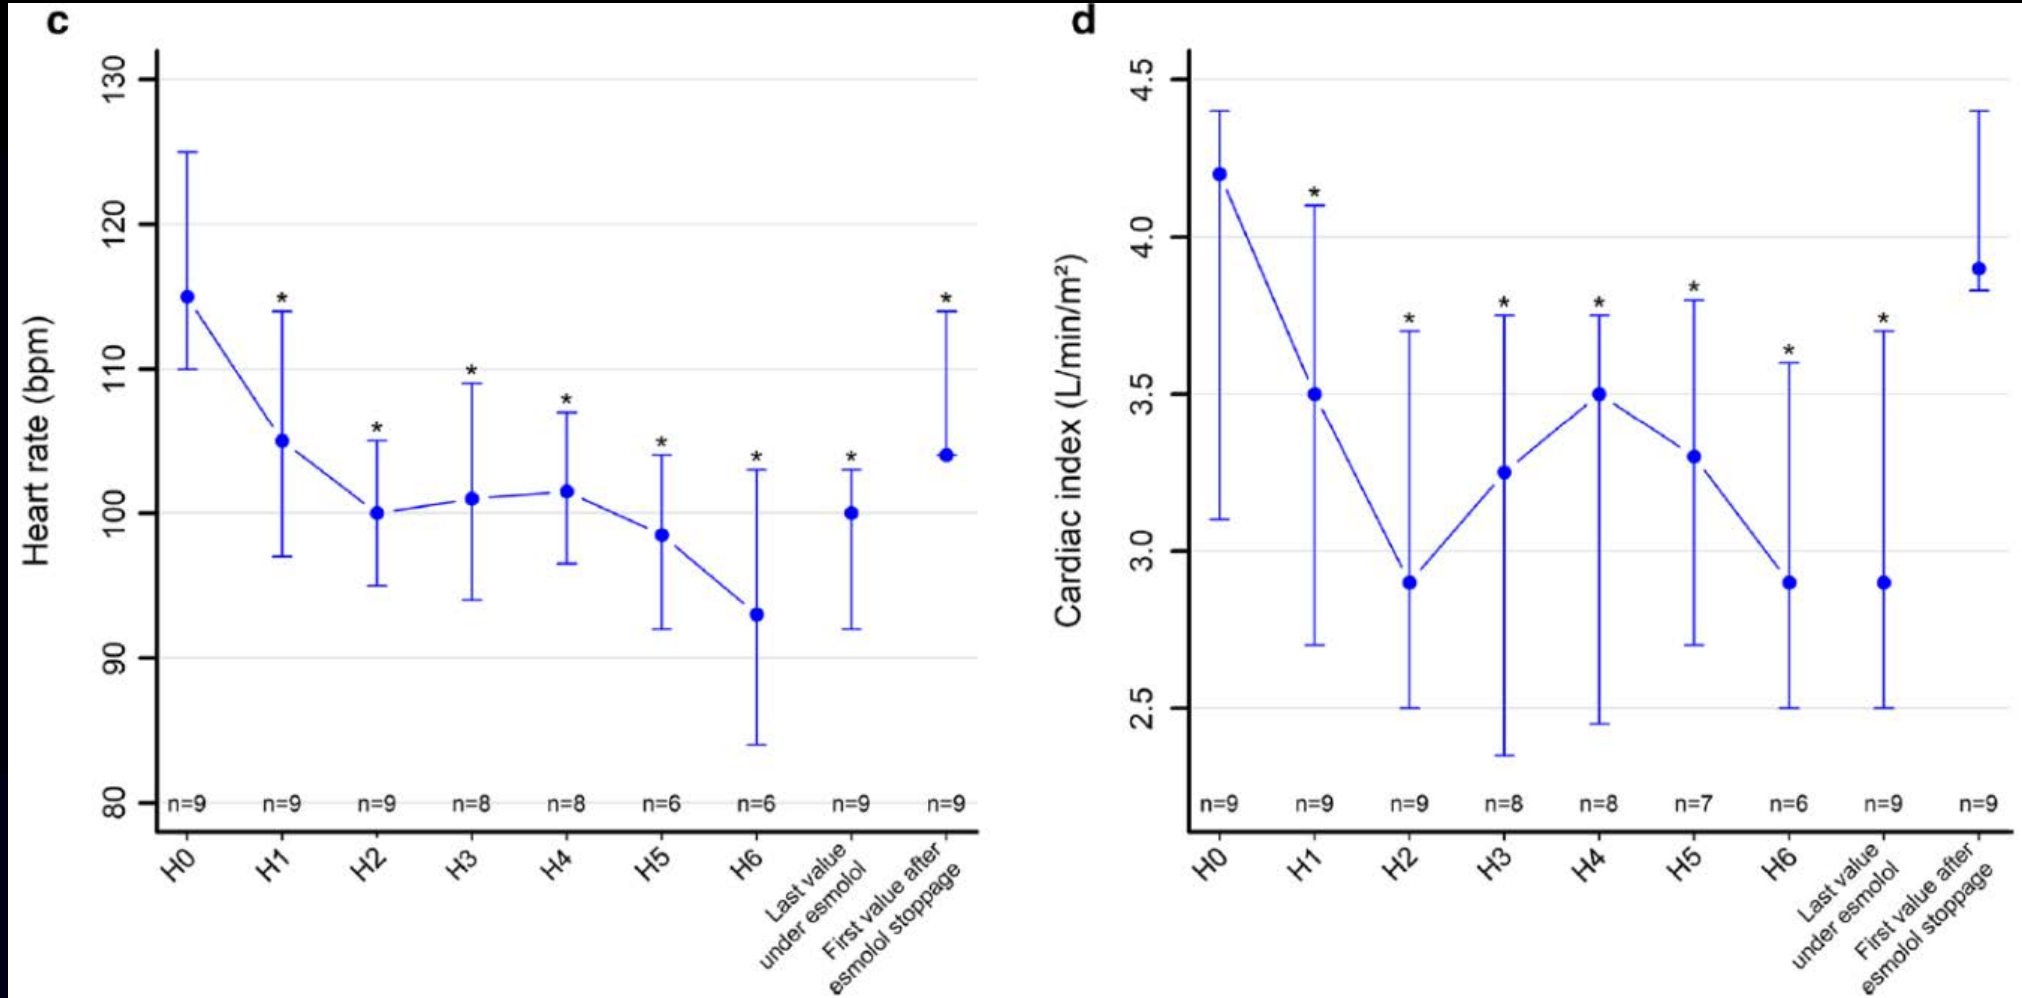 c
Heart rate (bpm)
130
120
110
100
90
80
*
*
*
*
*
*
*
*
n=9
n=9
n=9
n=8
n=8
n=6
n=6
n=9
n=9
H0
H1
H2
H3
H4
H5
H6
Last value
under esmolol
First value after
esmolol stoppage
d
Cardiac index (L/min/m²)
4.5
4.0
3.5
3.0
2.5
*
*
*
*
*
*
*
n=9
n=9
n=9
n=8
n=8
n=7
n=6
n=9
n=9
H0
H1
H2
H3
H4
H5
H6
Last value
under esmolol
First value after
esmolol stoppage